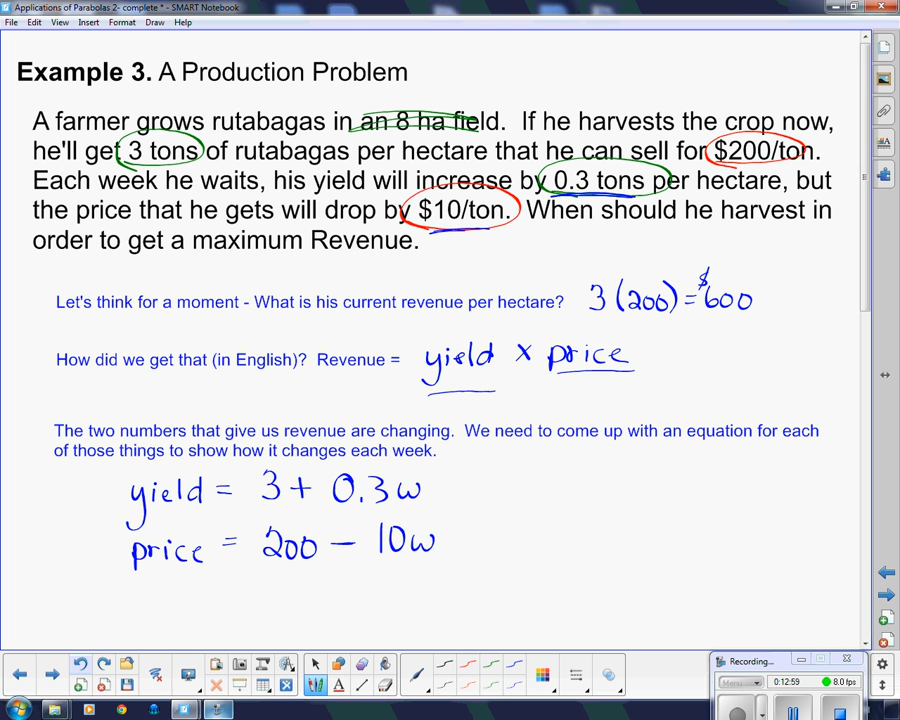 Applications of Parabolas 2- complete * - SMART Notebook
File Edit View Insert Format Draw Help
Example 3. A Production Problem
A farmer grows rutabagas in an 8 ha field. If he harvests the crop now,
he'll get 3 tons of rutabagas per hectare that he can sell for $200/ton.
Each week he waits, his yield will increase by 0.3 tons per hectare, but
the price that he gets will drop by $10/ton. When should he harvest in
order to get a maximum Revenue.
Let's think for a moment - What is his current revenue per hectare? 3 (200) = $600
How did we get that (in English)? Revenue = yield x price
The two numbers that give us revenue are changing. We need to come up with an equation for each
of those things to show how it changes each week.
yield = 3 + 0.3w
price = 200 - 10w
Recording...
Menu
0:12:59
8.0 fps